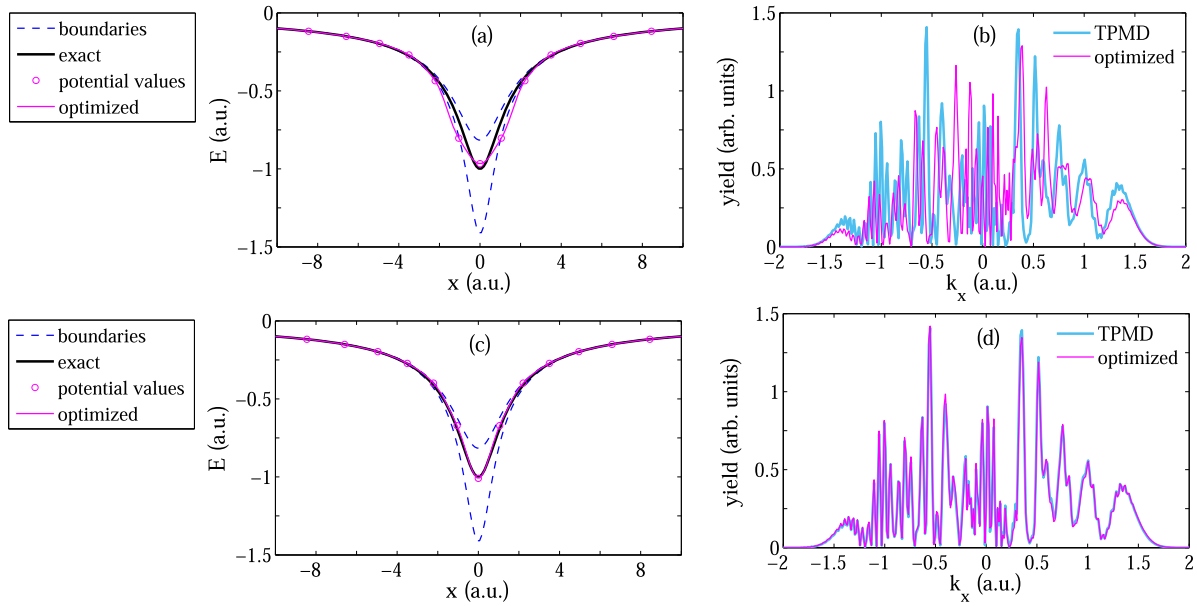 boundaries
exact
potential values
optimized
(a)
E (a.u.)
0
−0.5
−1
−1.5
−8 −4 0 4 8
x (a.u.)
(b)
TPMD
optimized
yield (arb. units)
1.5
1
0.5
0
−2 −1.5 −1 −0.5 0 0.5 1 1.5 2
k_x (a.u.)
boundaries
exact
potential values
optimized
(c)
E (a.u.)
0
−0.5
−1
−1.5
−8 −4 0 4 8
x (a.u.)
(d)
TPMD
optimized
yield (arb. units)
1.5
1
0.5
0
−2 −1.5 −1 −0.5 0 0.5 1 1.5 2
k_x (a.u.)